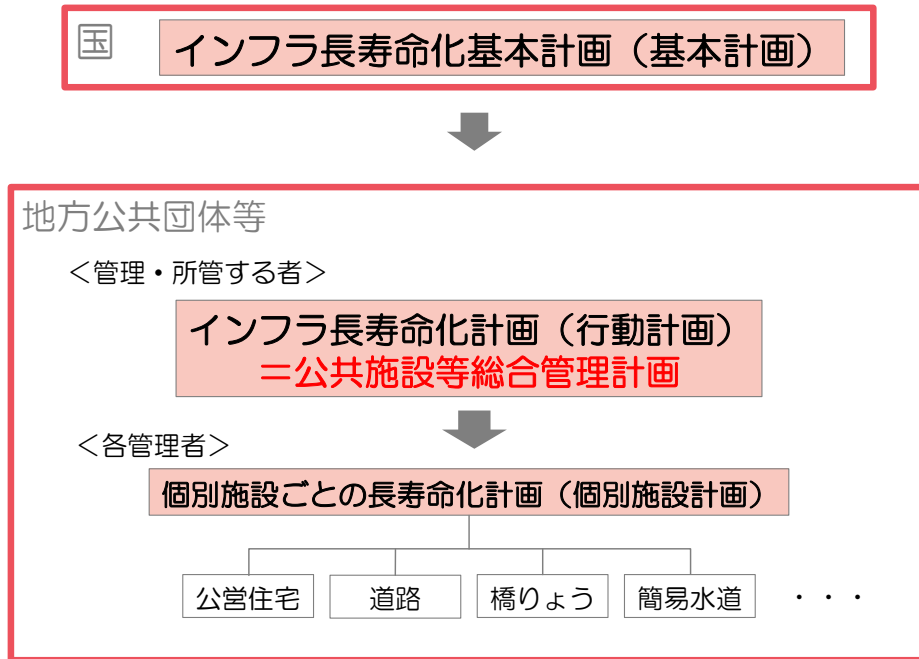 国
インフラ長寿命化基本計画（基本計画）
地方公共団体等
＜管理・所管する者＞
インフラ長寿命化計画（行動計画）
＝公共施設等総合管理計画
＜各管理者＞
個別施設ごとの長寿命化計画（個別施設計画）
公営住宅 道路 橋りょう 簡易水道 ・・・